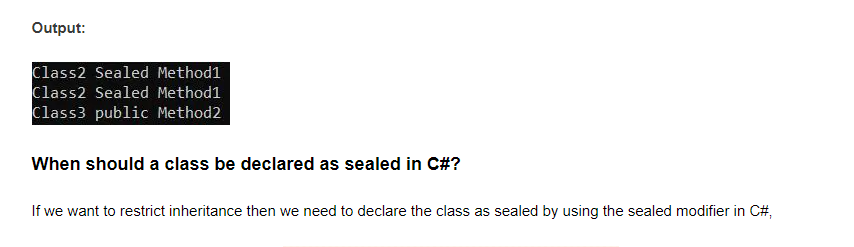 Output:
Class2 Sealed Method1
Class2 Sealed Method1
Class3 public Method2
When should a class be declared as sealed in C#?
If we want to restrict inheritance then we need to declare the class as sealed by using the sealed modifier in C#,